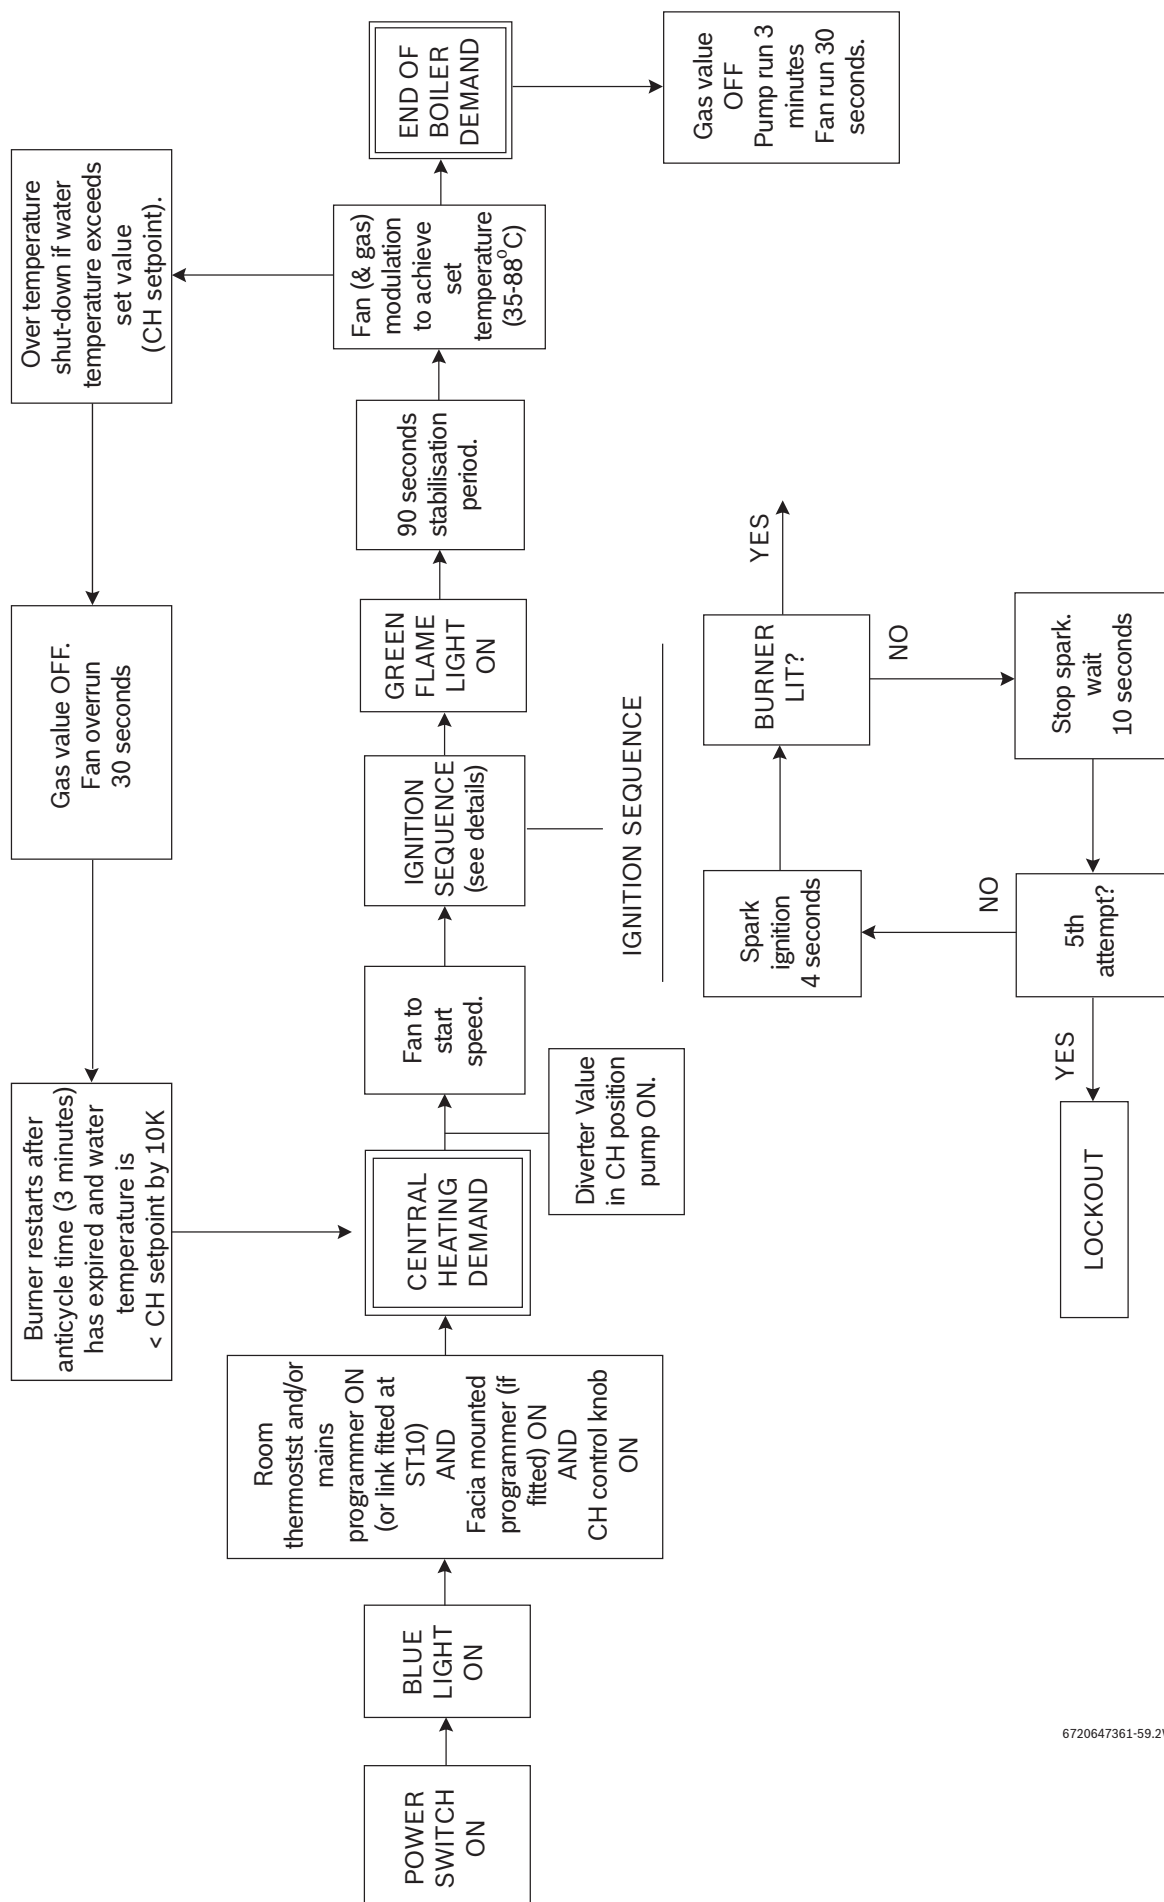 POWER
SWITCH
ON
BLUE
LIGHT
ON
Room
thermostst and/or
mains
programmer ON
(or link fitted at
ST10)
AND
Facia mounted
programmer (if
fitted) ON
AND
CH control knob
ON
CENTRAL
HEATING
DEMAND
Diverter Value
in CH position
pump ON.
Fan to
start
speed.
IGNITION
SEQUENCE
(see details)
GREEN
FLAME
LIGHT
ON
90 seconds
stabilisation
period.
Fan (& gas)
modulation
to achieve
set
temperature
(35-88°C)
END OF
BOILER
DEMAND
Gas value
OFF
Pump run 3
minutes
Fan run 30
seconds.
Over temperature
shut-down if water
temperature exceeds
set value
(CH setpoint).
Gas value OFF.
Fan overrun
30 seconds
Burner restarts after
anticycle time (3 minutes)
has expired and water
temperature is
< CH setpoint by 10K
IGNITION SEQUENCE
Spark
ignition
4 seconds
BURNER
LIT?
YES
NO
Stop spark.
wait
10 seconds
5th
attempt?
NO
YES
LOCKOUT